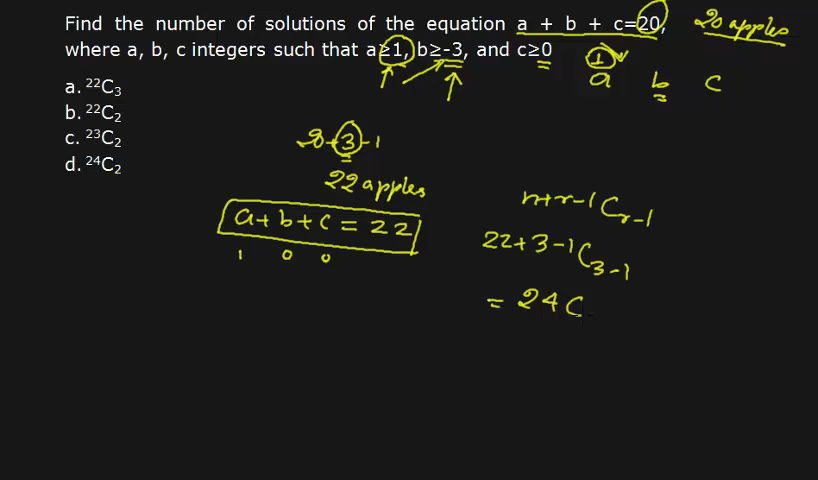 Find the number of solutions of the equation a + b + c=20,
20 apples
where a, b, c integers such that a≥1, b≥-3, and c≥0
1
a b c
a. ²²C₃
b. ²²C₂
c. ²³C₂
d. ²⁴C₂
20+3-1
22 apples
a+b+c = 22
1 0 0
n+r-1Cr-1
22+3-1C3-1
= 24C